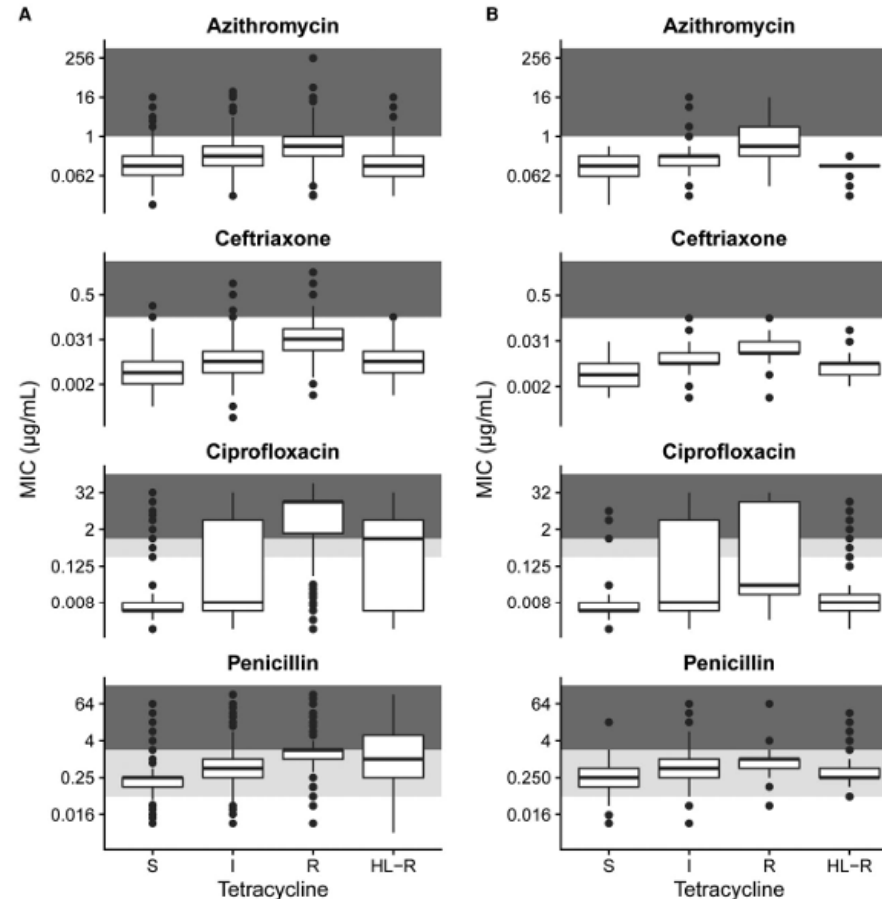 A
B
Azithromycin
Azithromycin
256
16
1
0.062
256
16
1
0.062
Ceftriaxone
Ceftriaxone
0.5
0.031
0.002
0.5
0.031
0.002
MIC (μg/mL)
MIC (μg/mL)
Ciprofloxacin
Ciprofloxacin
32
2
0.125
0.008
32
2
0.125
0.008
Penicillin
Penicillin
64
4
0.25
0.016
64
4
0.250
0.016
S I R HL−R
S I R HL−R
Tetracycline
Tetracycline